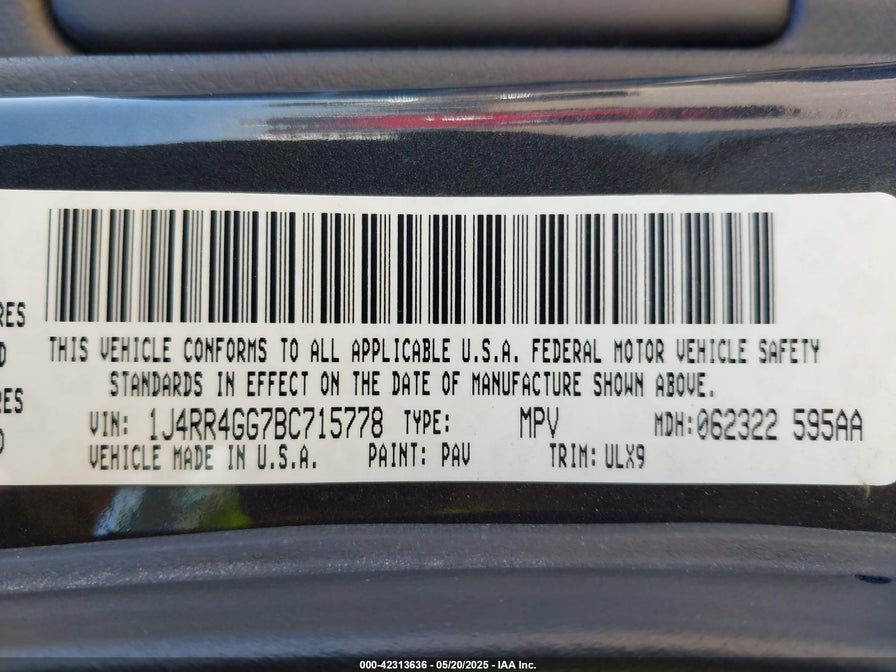 RES
THIS VEHICLE CONFORMS TO ALL APPLICABLE U.S.A. FEDERAL MOTOR VEHICLE SAFETY
D
STANDARDS IN EFFECT ON THE DATE OF MANUFACTURE SHOWN ABOVE.
RES
VIN: 1J4RR4GG7BC715778 TYPE: MPV MDH:062322 595AA
D
VEHICLE MADE IN U.S.A. PAINT: PAV TRIM: ULX9
000-42313636 - 05/20/2025 - IAA Inc.